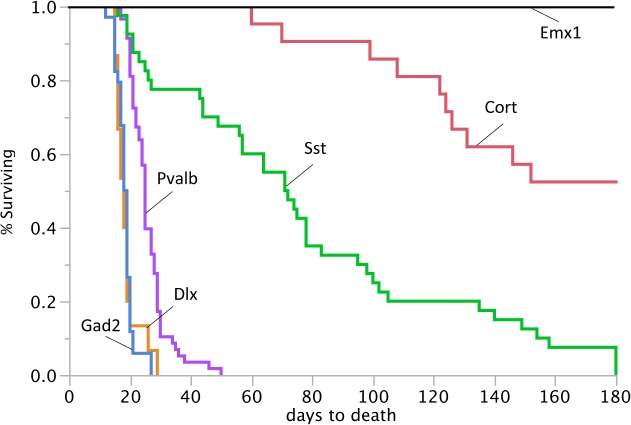 1.0
Emx1
0.8
Cort
0.6
Sst
Pvalb
% Surviving
0.4
0.2
Dlx
Gad2
0.0
0 20 40 60 80 100 120 140 160 180
days to death